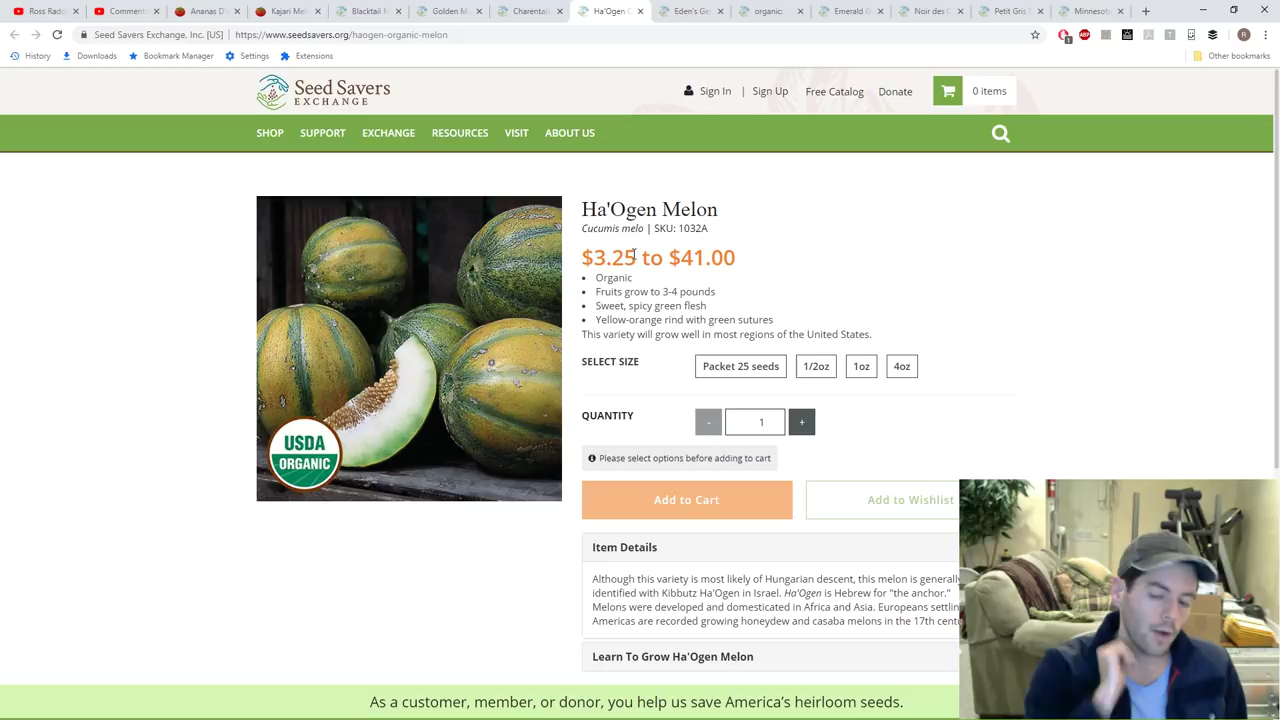 Ross Rado
Comment
Ananas D'
Kajari Mel
Blacktail M
Golden M
Charentai
Ha'Ogen
Eden's Ge
organic:
Emerald G
Noir des C
Petit Gris
Minnesot
Seed Savers Exchange, Inc. [US] | https://www.seedsavers.org/haogen-organic-melon
History Downloads Bookmark Manager Settings Extensions Other bookmarks
Seed Savers
EXCHANGE
Sign In | Sign Up Free Catalog Donate 0 items
SHOP SUPPORT EXCHANGE RESOURCES VISIT ABOUT US
Ha'Ogen Melon
Cucumis melo | SKU: 1032A
$3.25 to $41.00
• Organic
• Fruits grow to 3-4 pounds
• Sweet, spicy green flesh
• Yellow-orange rind with green sutures
This variety will grow well in most regions of the United States.
SELECT SIZE Packet 25 seeds 1/2oz 1oz 4oz
QUANTITY - 1 +
Please select options before adding to cart
Add to Cart Add to Wishlist
USDA
ORGANIC
Item Details
Although this variety is most likely of Hungarian descent, this melon is generally
identified with Kibbutz Ha'Ogen in Israel. Ha'Ogen is Hebrew for "the anchor."
Melons were developed and domesticated in Africa and Asia. Europeans settlin
Americas are recorded growing honeydew and casaba melons in the 17th cent
Learn To Grow Ha'Ogen Melon
As a customer, member, or donor, you help us save America's heirloom seeds.